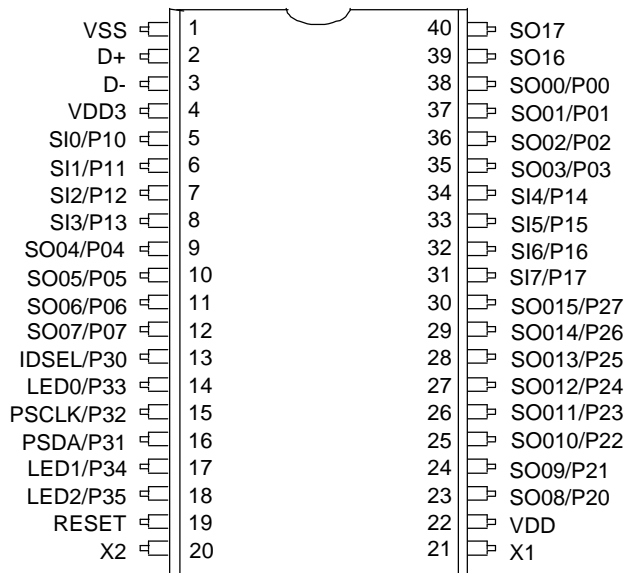 VSS 1 40 SO17
D+ 2 39 SO16
D- 3 38 SO00/P00
VDD3 4 37 SO01/P01
SI0/P10 5 36 SO02/P02
SI1/P11 6 35 SO03/P03
SI2/P12 7 34 SI4/P14
SI3/P13 8 33 SI5/P15
SO04/P04 9 32 SI6/P16
SO05/P05 10 31 SI7/P17
SO06/P06 11 30 SO015/P27
SO07/P07 12 29 SO014/P26
IDSEL/P30 13 28 SO013/P25
LED0/P33 14 27 SO012/P24
PSCLK/P32 15 26 SO011/P23
PSDA/P31 16 25 SO010/P22
LED1/P34 17 24 SO09/P21
LED2/P35 18 23 SO08/P20
RESET 19 22 VDD
X2 20 21 X1